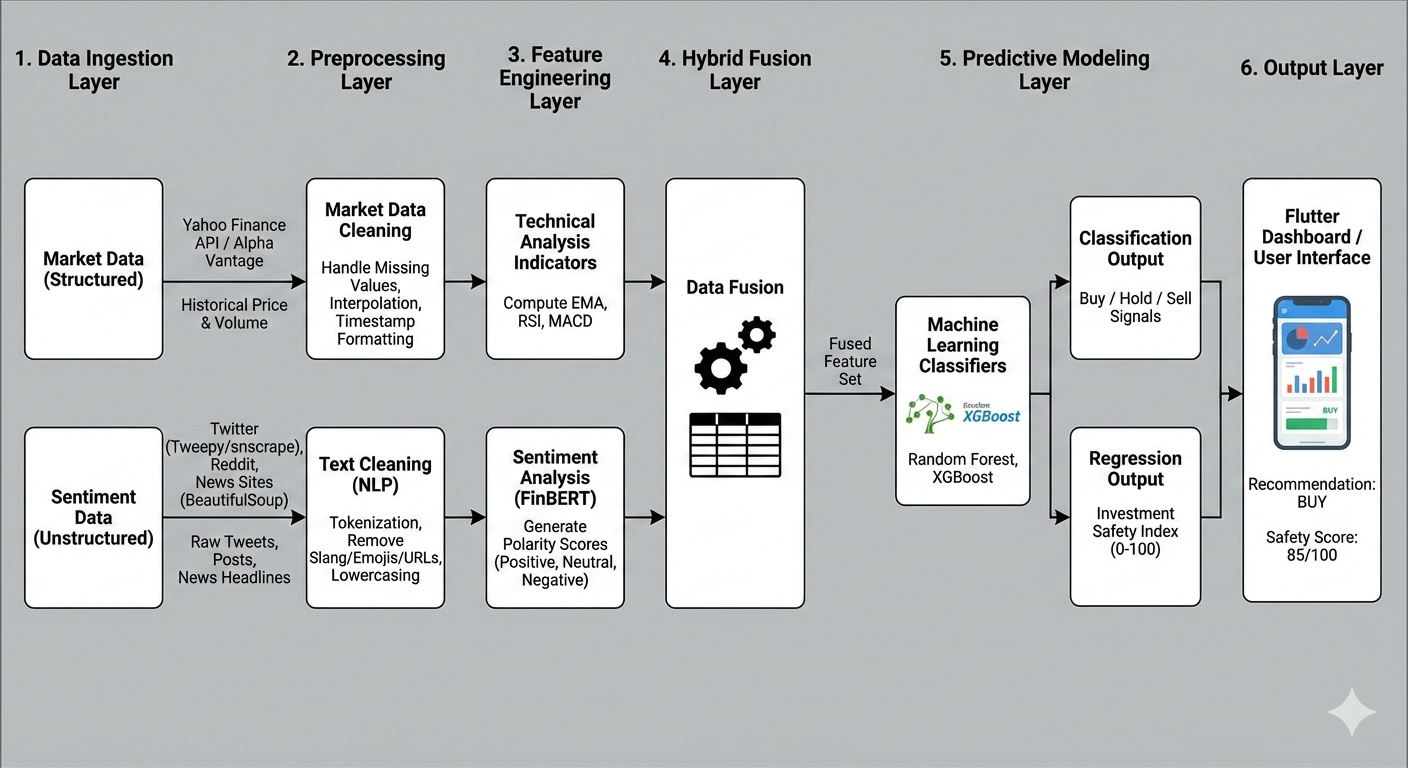 1. Data Ingestion
Layer
2. Preprocessing
Layer
3. Feature
Engineering
Layer
4. Hybrid Fusion
Layer
5. Predictive Modeling
Layer
6. Output Layer
Market Data
(Structured)
Yahoo Finance
API / Alpha
Vantage
Historical Price
& Volume
Market Data
Cleaning
Handle Missing
Values,
Interpolation,
Timestamp
Formatting
Technical
Analysis
Indicators
Compute EMA,
RSI, MACD
Sentiment
Data
(Unstructured)
Twitter
(Tweepy/snscrape),
Reddit,
News Sites
(BeautifulSoup)
Raw Tweets,
Posts,
News Headlines
Text Cleaning
(NLP)
Tokenization,
Remove
Slang/Emojis/URLs,
Lowercasing
Sentiment
Analysis
(FinBERT)
Generate
Polarity Scores
(Positive, Neutral,
Negative)
Data Fusion
Fused
Feature
Set
Machine
Learning
Classifiers
XGBoost
Random Forest,
XGBoost
Classification
Output
Buy / Hold / Sell
Signals
Regression
Output
Investment
Safety Index
(0-100)
Flutter
Dashboard /
User Interface
BUY
Recommendation:
BUY
Safety Score:
85/100